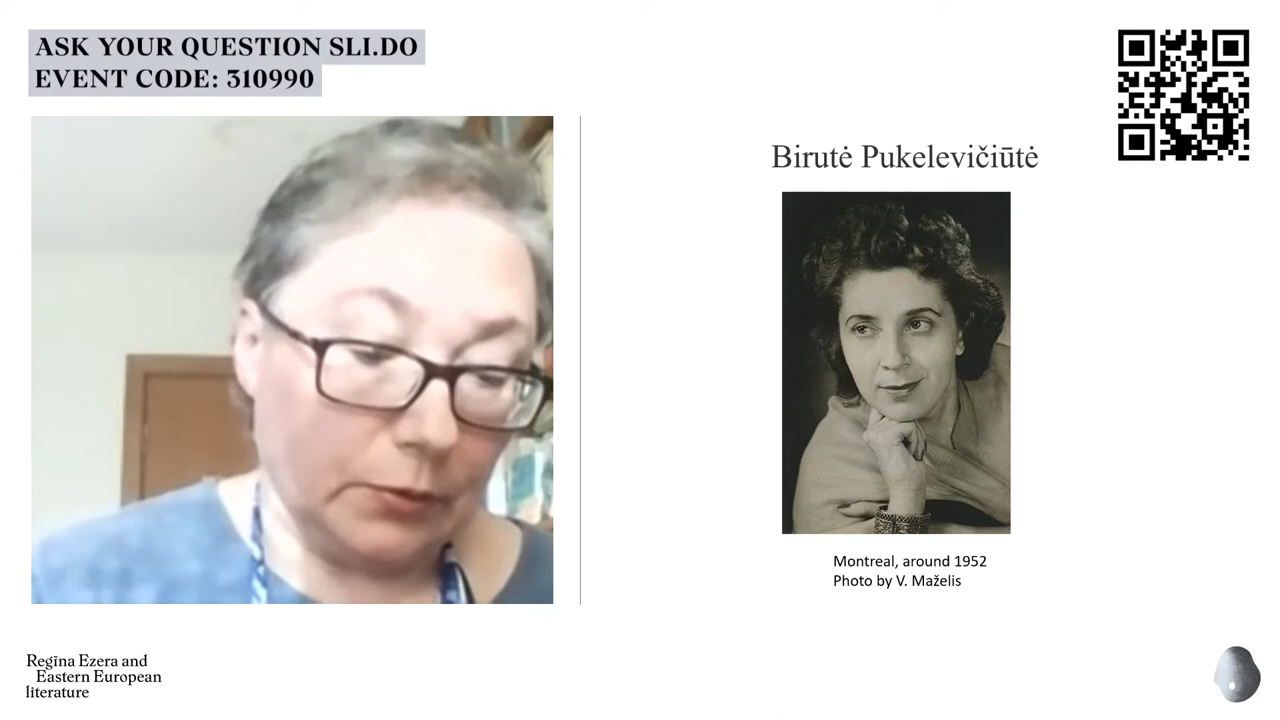 ASK YOUR QUESTION SLI.DO
EVENT CODE: 310990
Birutė Pukelevičiūtė
Montreal, around 1952
Photo by V. Maželis
Regīna Ezera and
Eastern European
literature